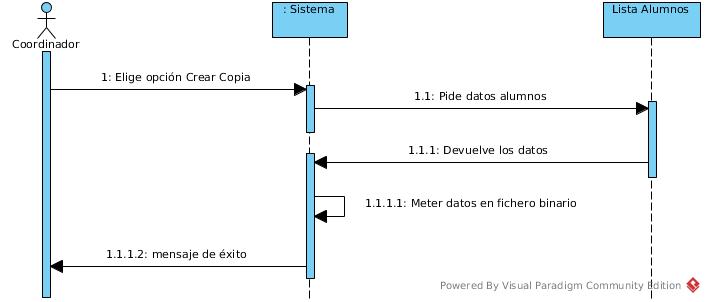 : Sistema
Lista Alumnos
Coordinador
1: Elige opción Crear Copia
1.1: Pide datos alumnos
1.1.1: Devuelve los datos
1.1.1.1: Meter datos en fichero binario
1.1.1.2: mensaje de éxito
Powered By Visual Paradigm Community Edition